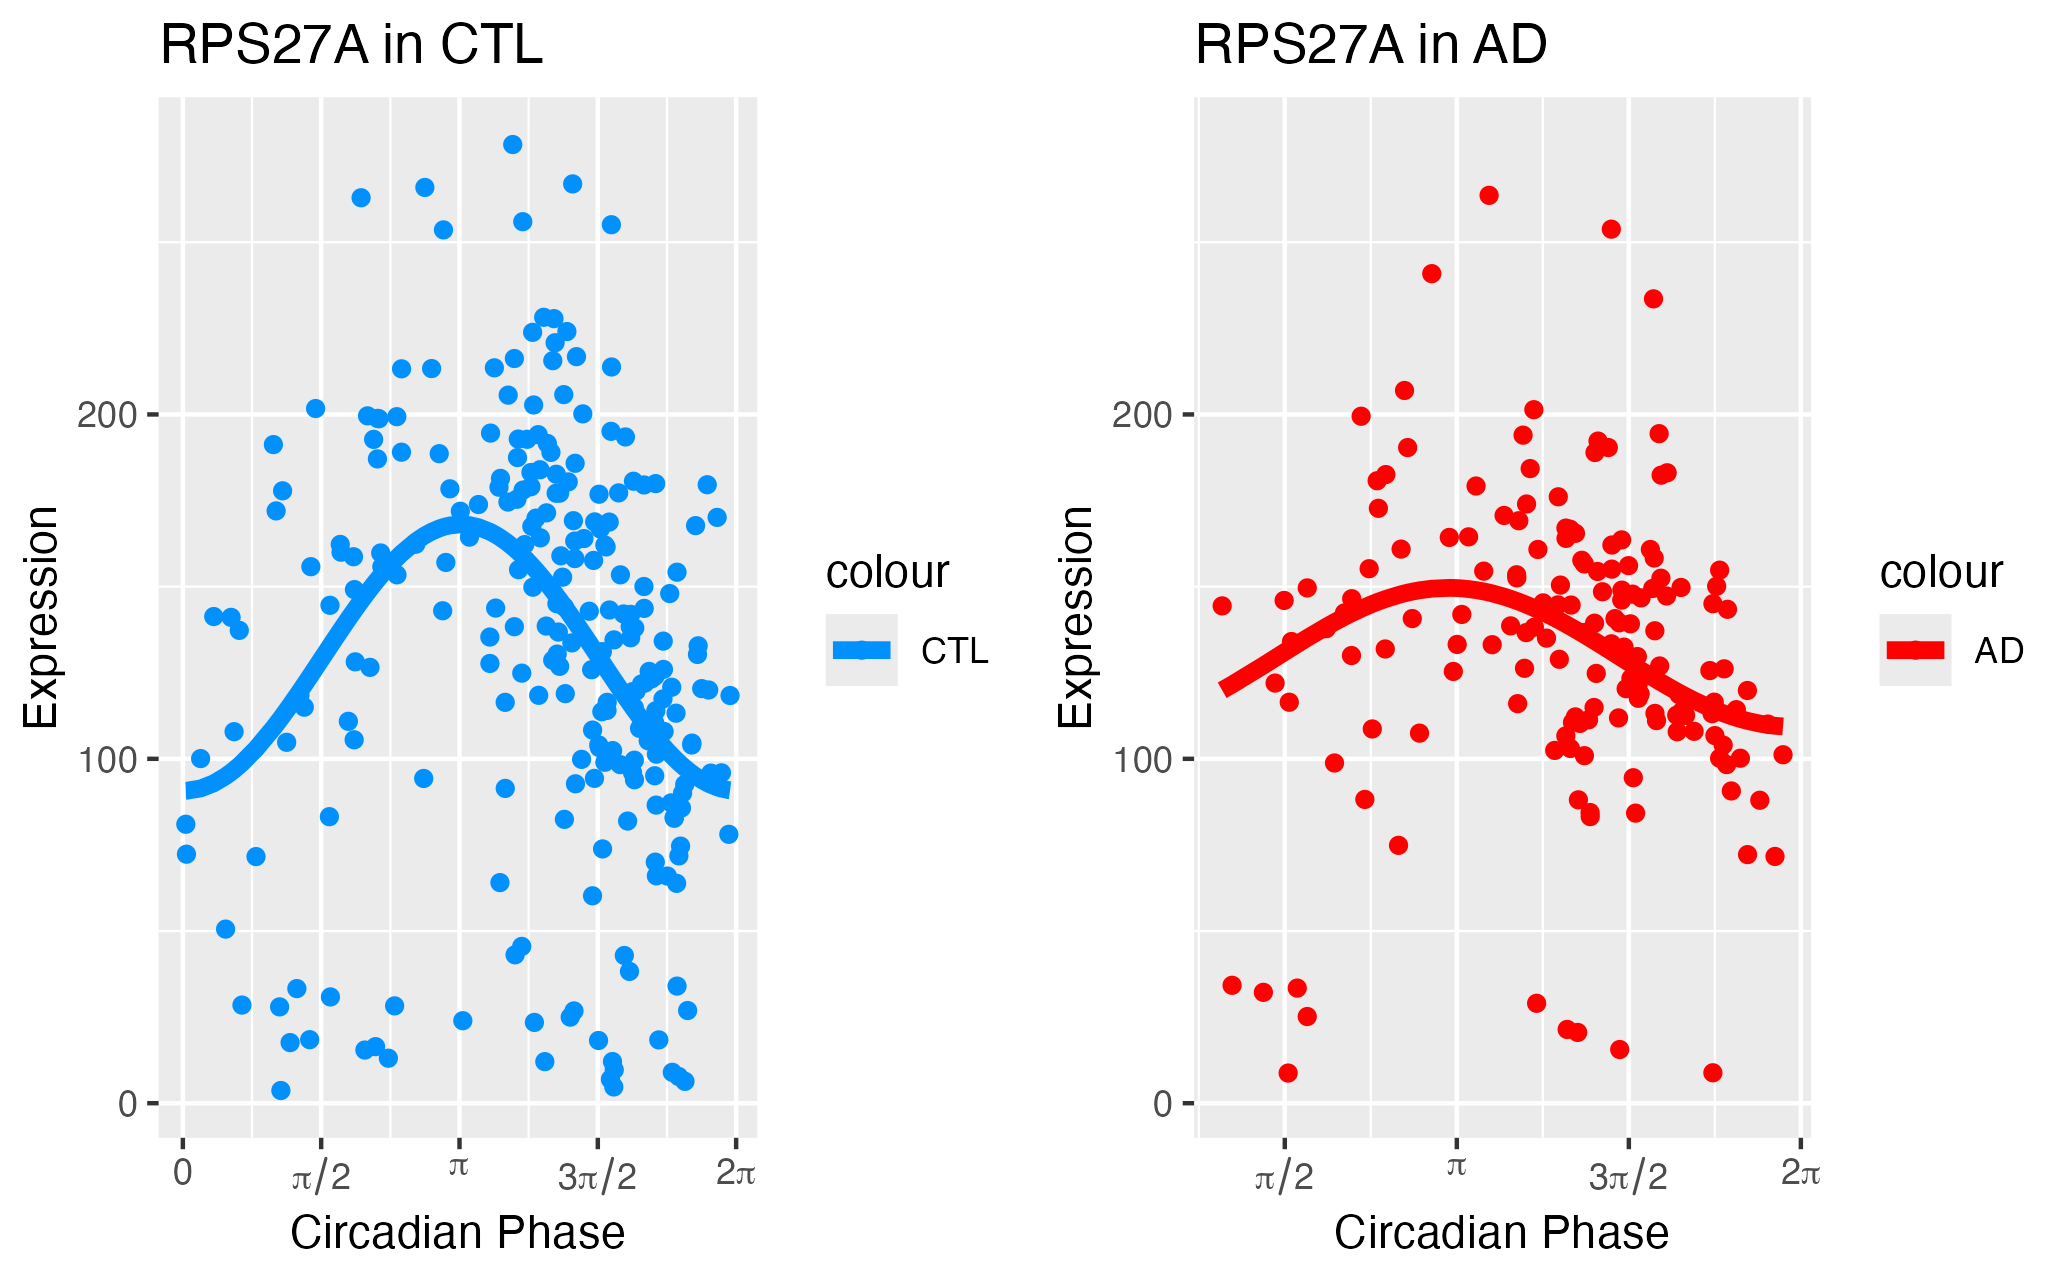 RPS27A in CTL
Expression
200
100
0
0 π/2 π 3π/2 2π
Circadian Phase
colour
CTL
RPS27A in AD
Expression
200
100
0
π/2 π 3π/2 2π
Circadian Phase
colour
AD